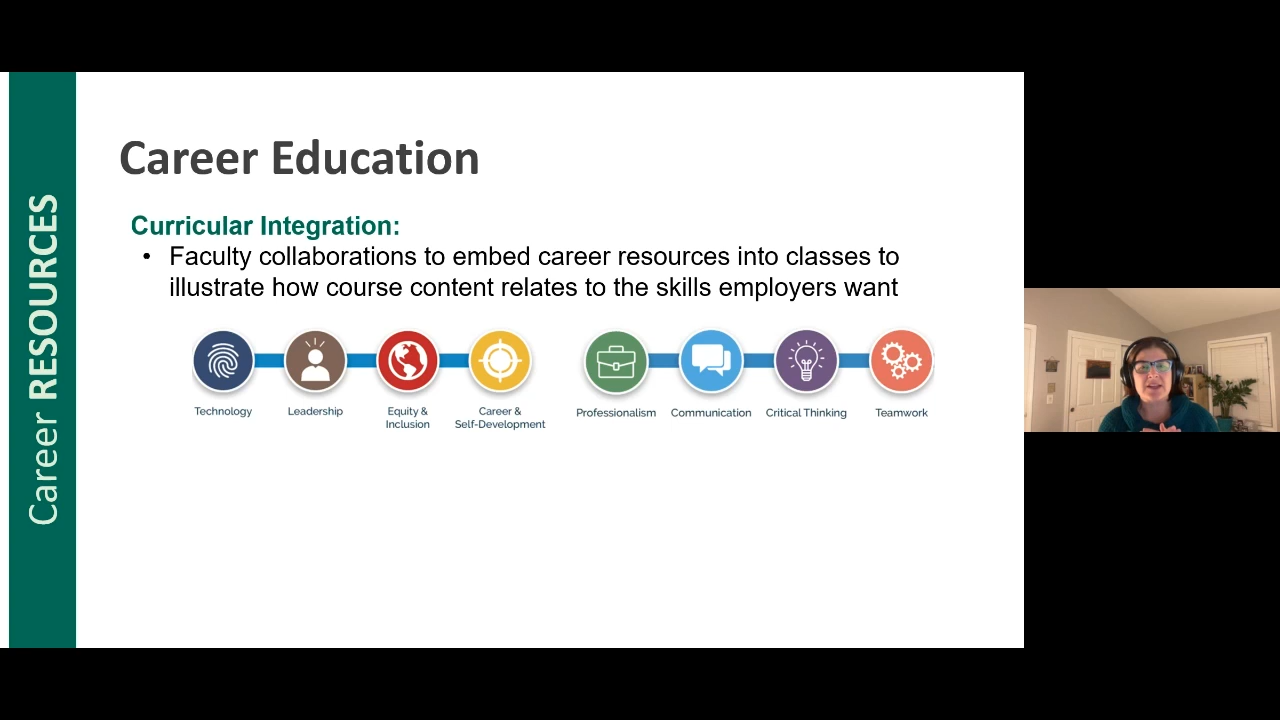 Career RESOURCES
Career Education
Curricular Integration:
• Faculty collaborations to embed career resources into classes to
illustrate how course content relates to the skills employers want
Technology
Leadership
Equity &
Inclusion
Career &
Self-Development
Professionalism
Communication
Critical Thinking
Teamwork